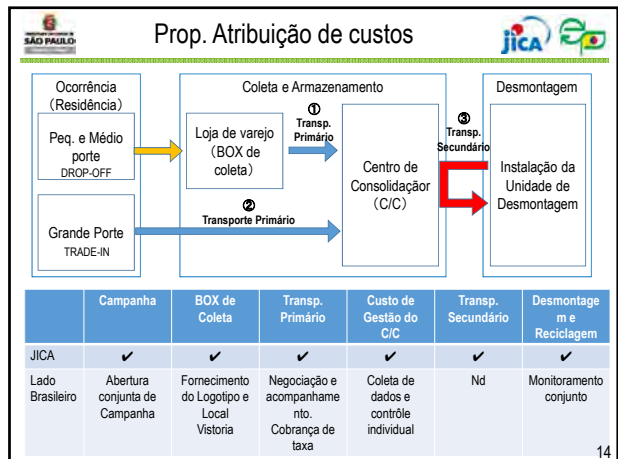 SÃO PAULO
Prop. Atribuição de custos
JICA
Ocorrência
(Residência)
Peq. e Médio
porte
DROP-OFF
Grande Porte
TRADE-IN
Coleta e Armazenamento
Loja de varejo
(BOX de
coleta)
①
Transp.
Primário
②
Transporte Primário
Centro de
Consolidaçãor
(C/C)
③
Transp.
Secundário
Desmontagem
Instalação da
Unidade de
Desmontagem
Campanha
BOX de
Coleta
Transp.
Primário
Custo de
Gestão do
C/C
Transp.
Secundário
Desmontage
m e
Reciclagem
JICA ✔ ✔ ✔ ✔ ✔ ✔
Lado
Brasileiro
Abertura
conjunta de
Campanha
Fornecimento
do Logotipo e
Local
Vistoria
Negociação e
acompanhame
nto.
Cobrança de
taxa
Coleta de
dados e
contrôle
individual
Nd
Monitoramento
conjunto
14